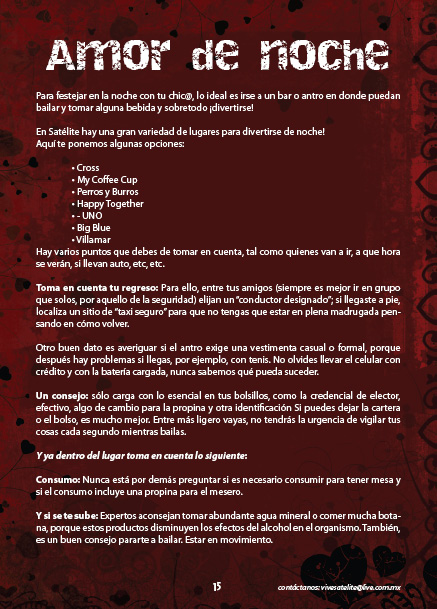 Amor de noche
Para festejar en la noche con tu chic@, lo ideal es irse a un bar o antro en donde puedan
bailar y tomar alguna bebida y sobretodo ¡divertirse!
En Satélite hay una gran variedad de lugares para divertirse de noche!
Aquí te ponemos algunas opciones:
• Cross
• My Coffee Cup
• Perros y Burros
• Happy Together
• - UNO
• Big Blue
• Villamar
Hay varios puntos que debes de tomar en cuenta, tal como quienes van a ir, a que hora
se verán, si llevan auto, etc, etc.
Toma en cuenta tu regreso: Para ello, entre tus amigos (siempre es mejor ir en grupo
que solos, por aquello de la seguridad) elijan un "conductor designado"; si llegaste a pie,
localiza un sitio de "taxi seguro" para que no tengas que estar en plena madrugada pen-
sando en cómo volver.
Otro buen dato es averiguar si el antro exige una vestimenta casual o formal, porque
después hay problemas si llegas, por ejemplo, con tenis. No olvides llevar el celular con
crédito y con la batería cargada, nunca sabemos qué pueda suceder.
Un consejo: sólo carga con lo esencial en tus bolsillos, como la credencial de elector,
efectivo, algo de cambio para la propina y otra identificación Si puedes dejar la cartera
o el bolso, es mucho mejor. Entre más ligero vayas, no tendrás la urgencia de vigilar tus
cosas cada segundo mientras bailas.
Y ya dentro del lugar toma en cuenta lo siguiente:
Consumo: Nunca está por demás preguntar si es necesario consumir para tener mesa y
si el consumo incluye una propina para el mesero.
Y si se te sube: Expertos aconsejan tomar abundante agua mineral o comer mucha bota-
na, porque estos productos disminuyen los efectos del alcohol en el organismo. También,
es un buen consejo pararte a bailar. Estar en movimiento.
15
contáctanos: vivesatelite@live.com.mx